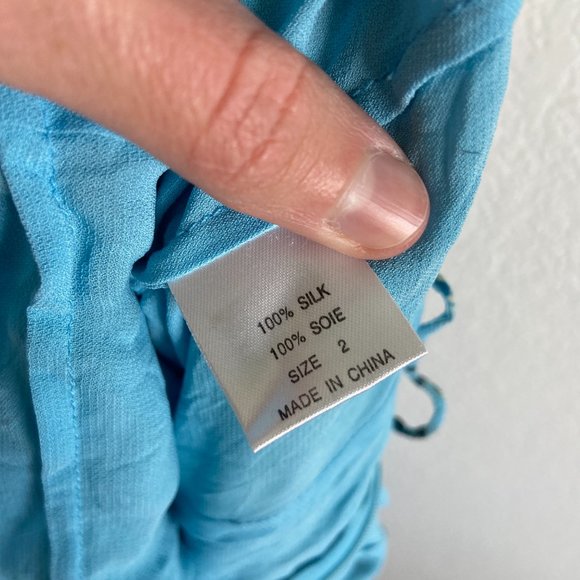 100% SILK
100% SOIE
SIZE 2
MADE IN CHINA